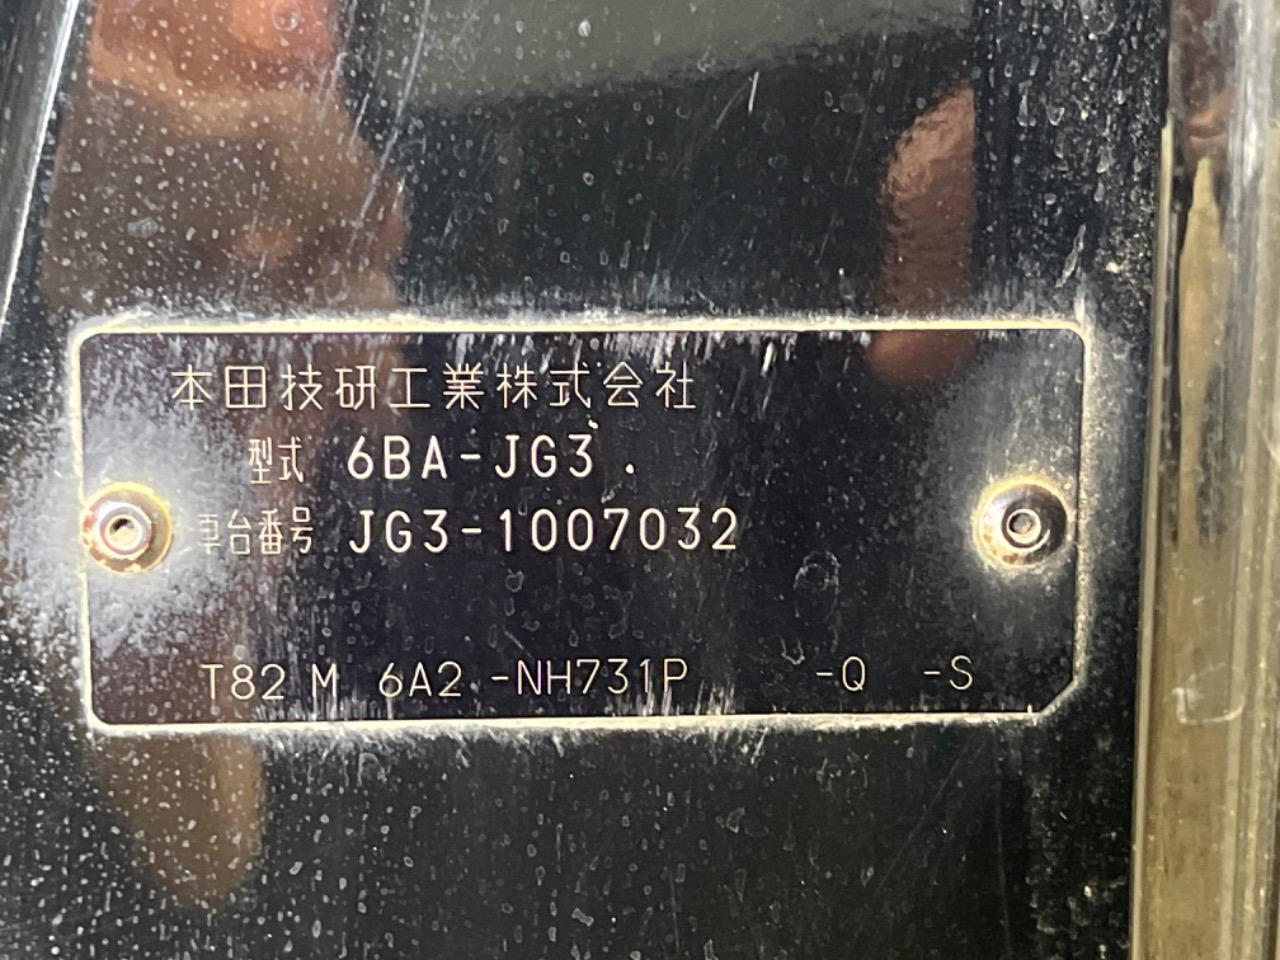 本田技研工業株式会社
型式 6BA-JG3.
車台番号 JG3-1007032
T82 M 6A2 -NH731P -Q -S